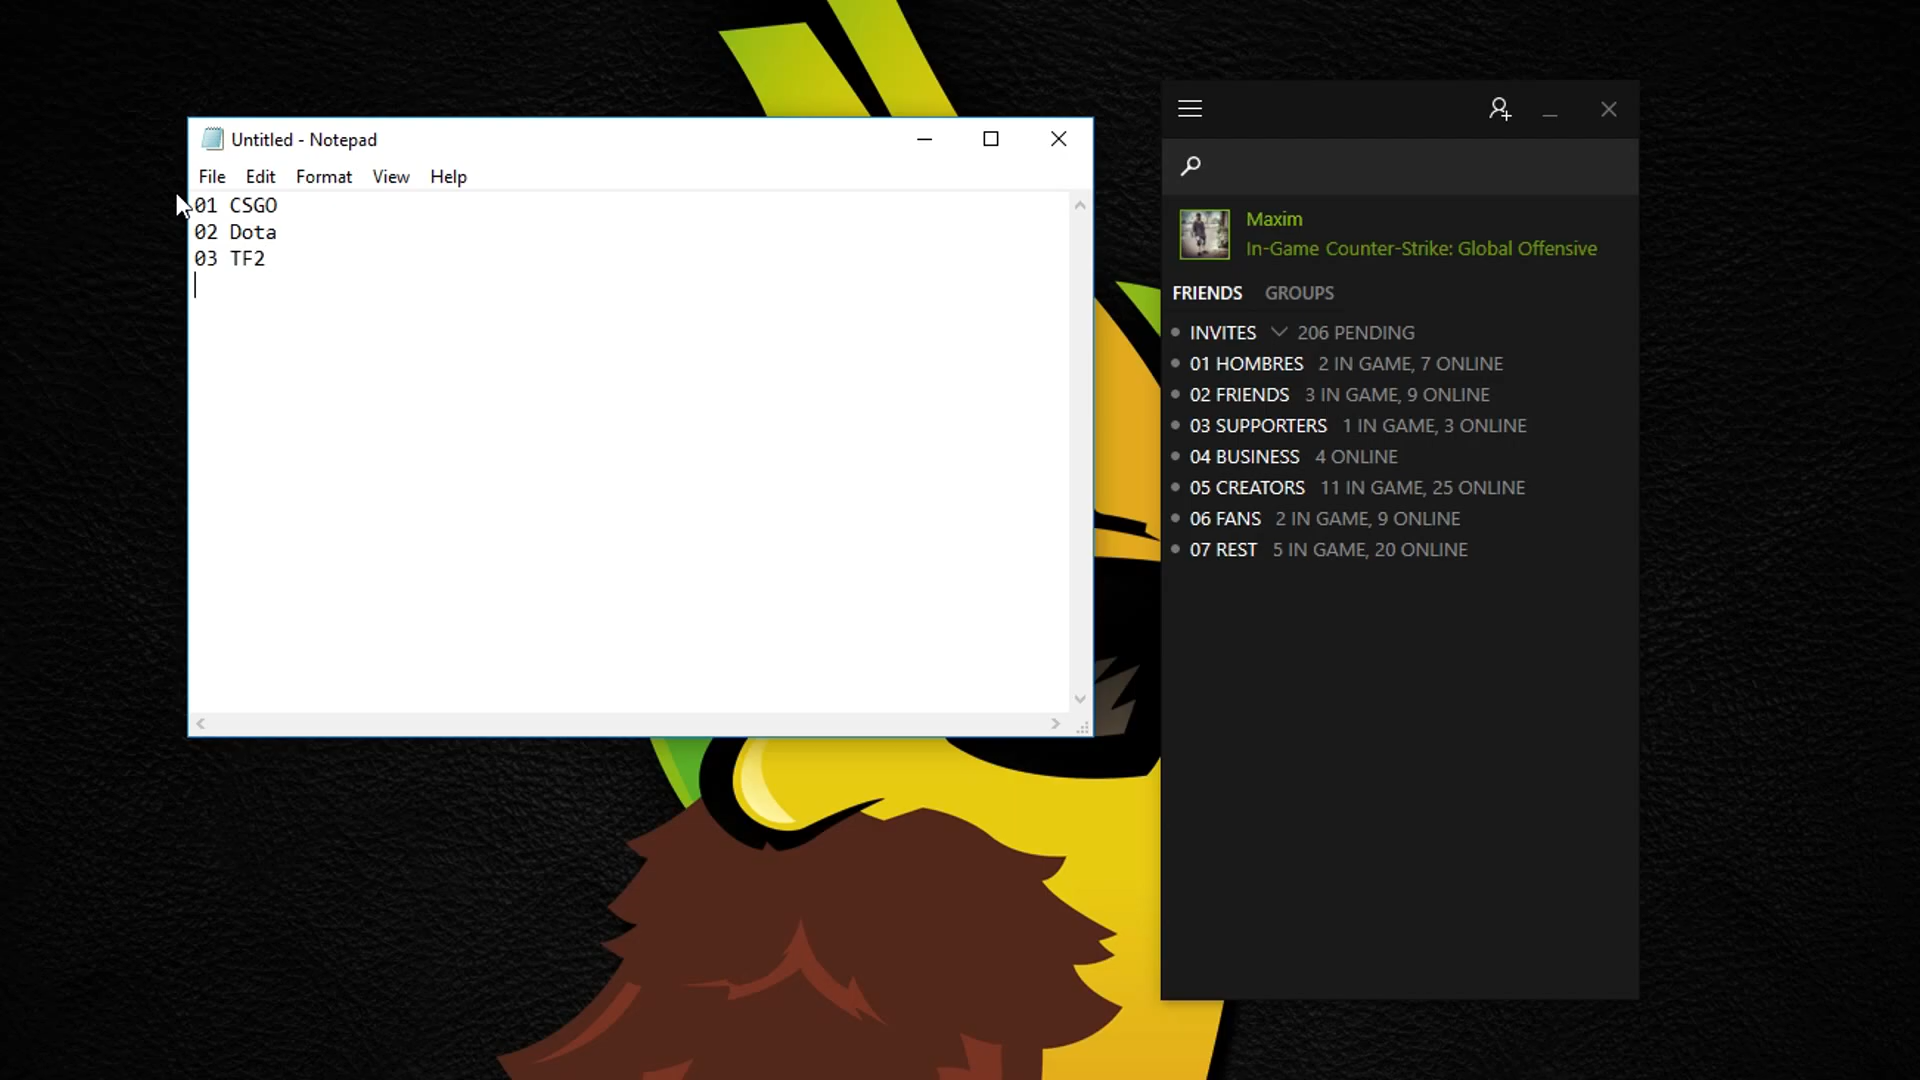 Untitled - Notepad
File Edit Format View Help
01 CSGO
02 Dota
03 TF2
Maxim
In-Game Counter-Strike: Global Offensive
FRIENDS GROUPS
INVITES 206 PENDING
01 HOMBRES 2 IN GAME, 7 ONLINE
02 FRIENDS 3 IN GAME, 9 ONLINE
03 SUPPORTERS 1 IN GAME, 3 ONLINE
04 BUSINESS 4 ONLINE
05 CREATORS 11 IN GAME, 25 ONLINE
06 FANS 2 IN GAME, 9 ONLINE
07 REST 5 IN GAME, 20 ONLINE